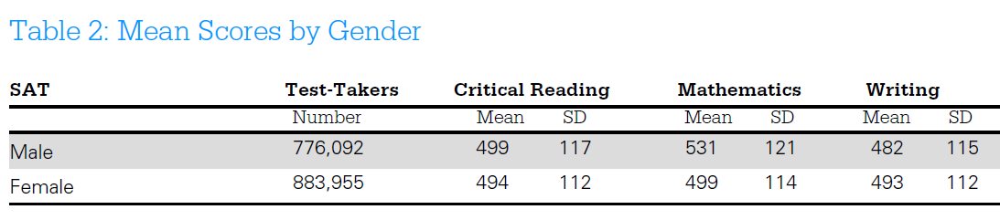 Table 2: Mean Scores by Gender
SAT Test-Takers Critical Reading Mathematics Writing
Number Mean SD Mean SD Mean SD
Male 776,092 499 117 531 121 482 115
Female 883,955 494 112 499 114 493 112